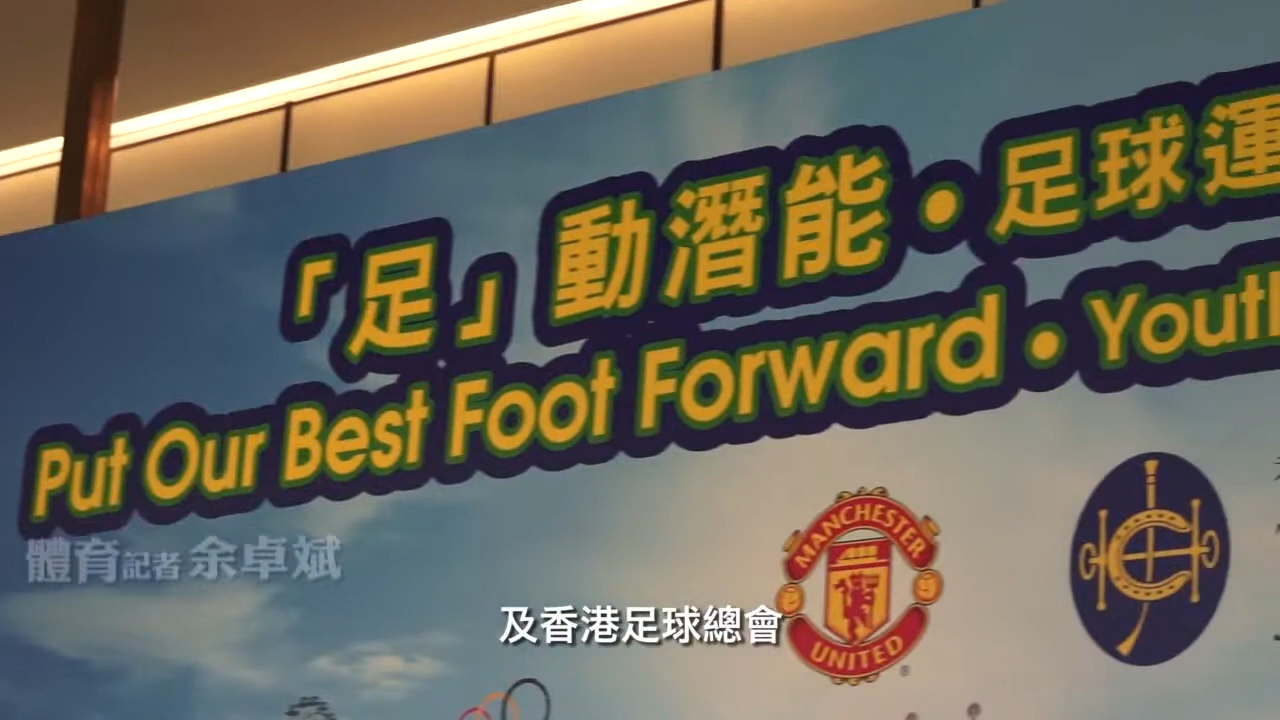 「足」動潛能•足球運
Put Our Best Foot Forward • Youth
體育記者 余卓斌
及香港足球總會
MANCHESTER
UNITED